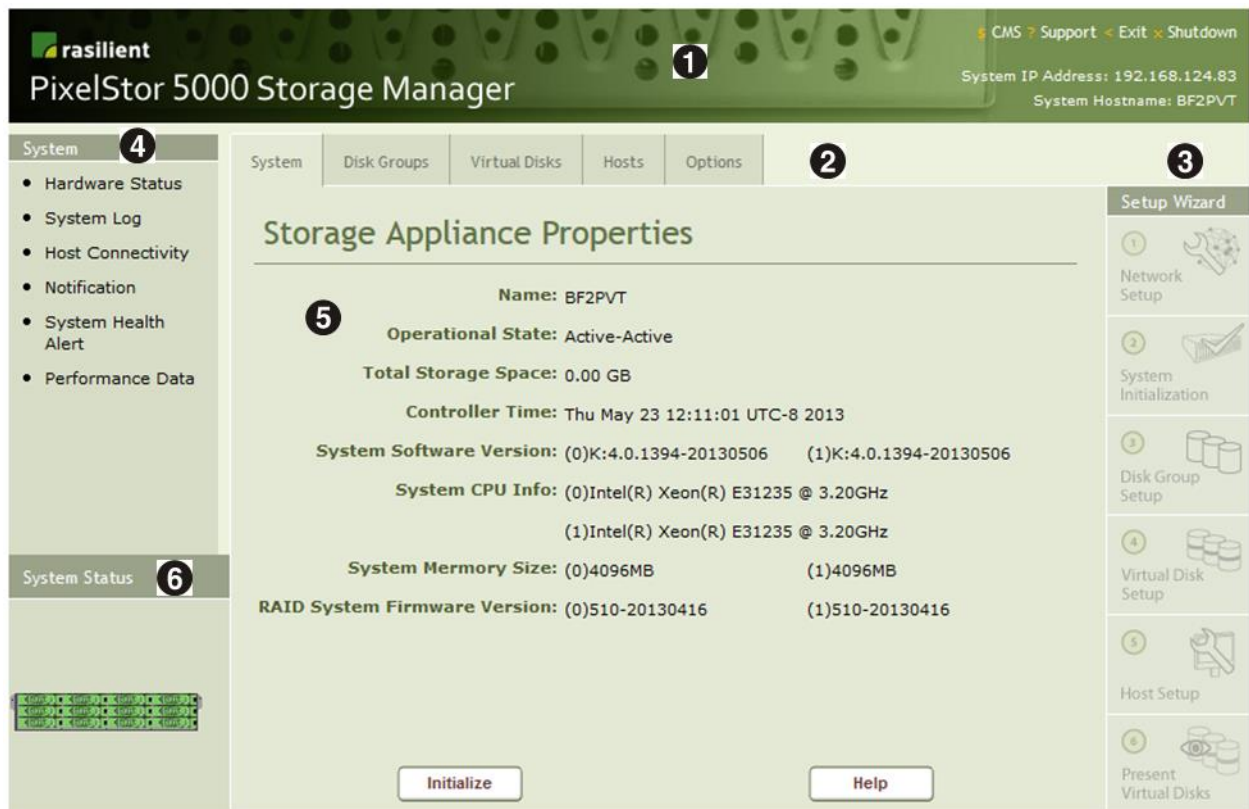 rasilient
PixelStor 5000 Storage Manager
1
s CMS ? Support < Exit x Shutdown
System IP Address: 192.168.124.83
System Hostname: BF2PVT
System 4
• Hardware Status
• System Log
• Host Connectivity
• Notification
• System Health
Alert
• Performance Data
System Status 6
System Disk Groups Virtual Disks Hosts Options 2
Storage Appliance Properties
5
Name: BF2PVT
Operational State: Active-Active
Total Storage Space: 0.00 GB
Controller Time: Thu May 23 12:11:01 UTC-8 2013
System Software Version: (0)K:4.0.1394-20130506 (1)K:4.0.1394-20130506
System CPU Info: (0)Intel(R) Xeon(R) E31235 @ 3.20GHz
(1)Intel(R) Xeon(R) E31235 @ 3.20GHz
System Mermory Size: (0)4096MB (1)4096MB
RAID System Firmware Version: (0)510-20130416 (1)510-20130416
Initialize Help
3
Setup Wizard
1
Network
Setup
2
System
Initialization
3
Disk Group
Setup
4
Virtual Disk
Setup
5
Host Setup
6
Present
Virtual Disks